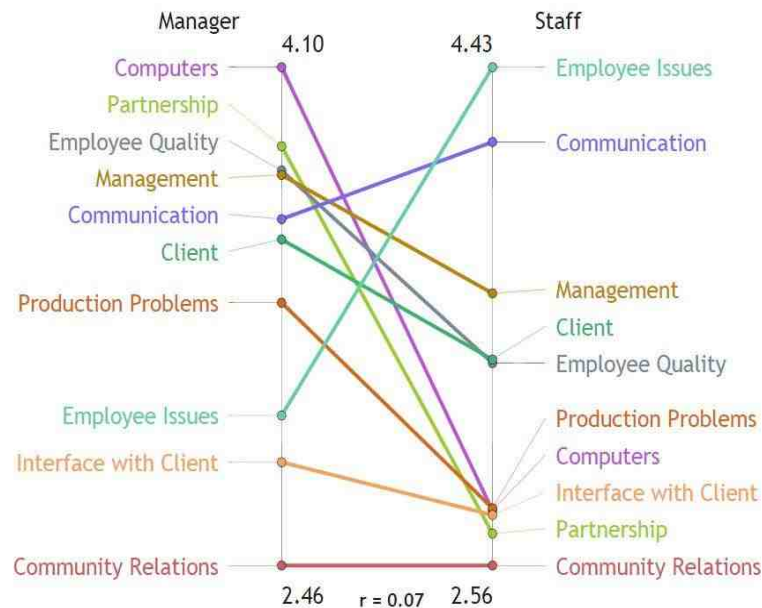 Manager
Staff
4.10
4.43
Computers
Partnership
Employee Quality
Management
Communication
Client
Production Problems
Employee Issues
Interface with Client
Community Relations
Employee Issues
Communication
Management
Client
Employee Quality
Production Problems
Computers
Interface with Client
Partnership
Community Relations
2.46
r = 0.07
2.56